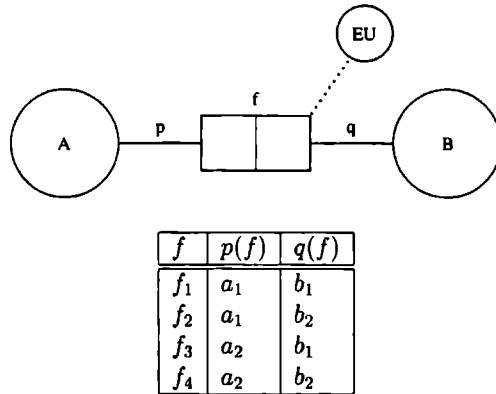 EU
f
p q
A B
f p(f) q(f)
f₁ a₁ b₁
f₂ a₁ b₂
f₃ a₂ b₁
f₄ a₂ b₂